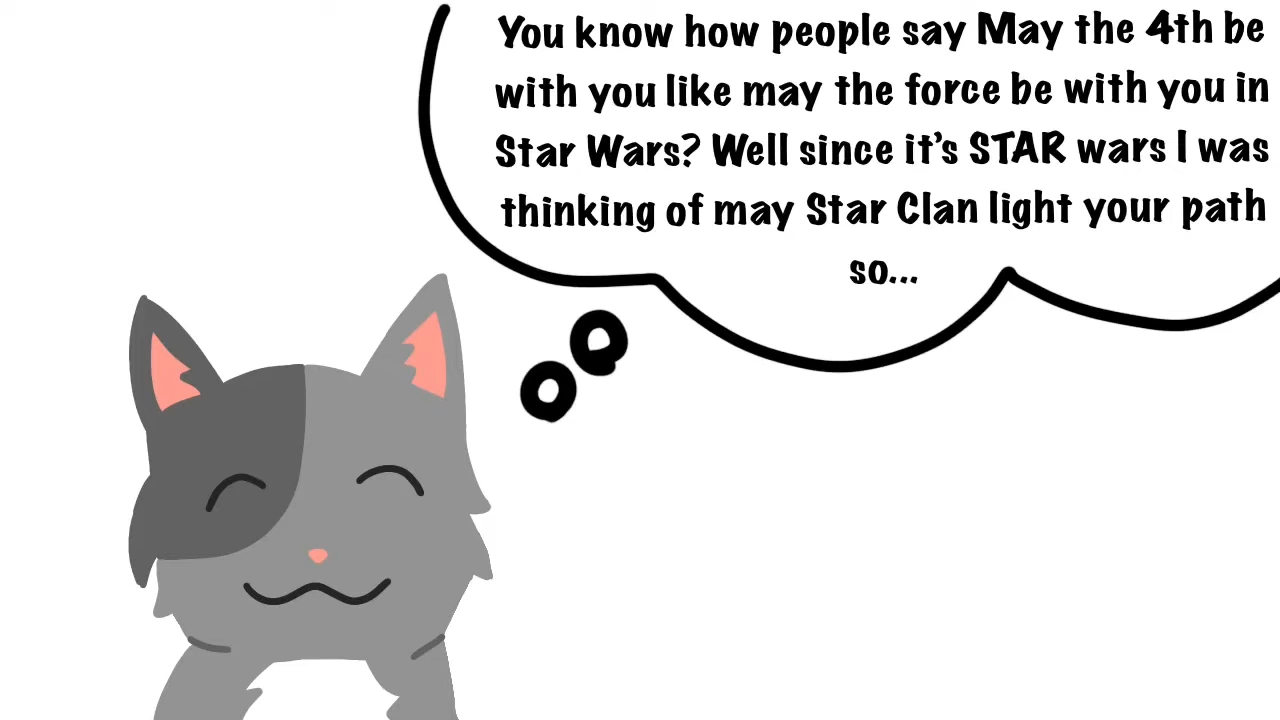 You know how people say May the 4th be
with you like may the force be with you in
Star Wars? Well since it's STAR wars I was
thinking of may Star Clan light your path
so...